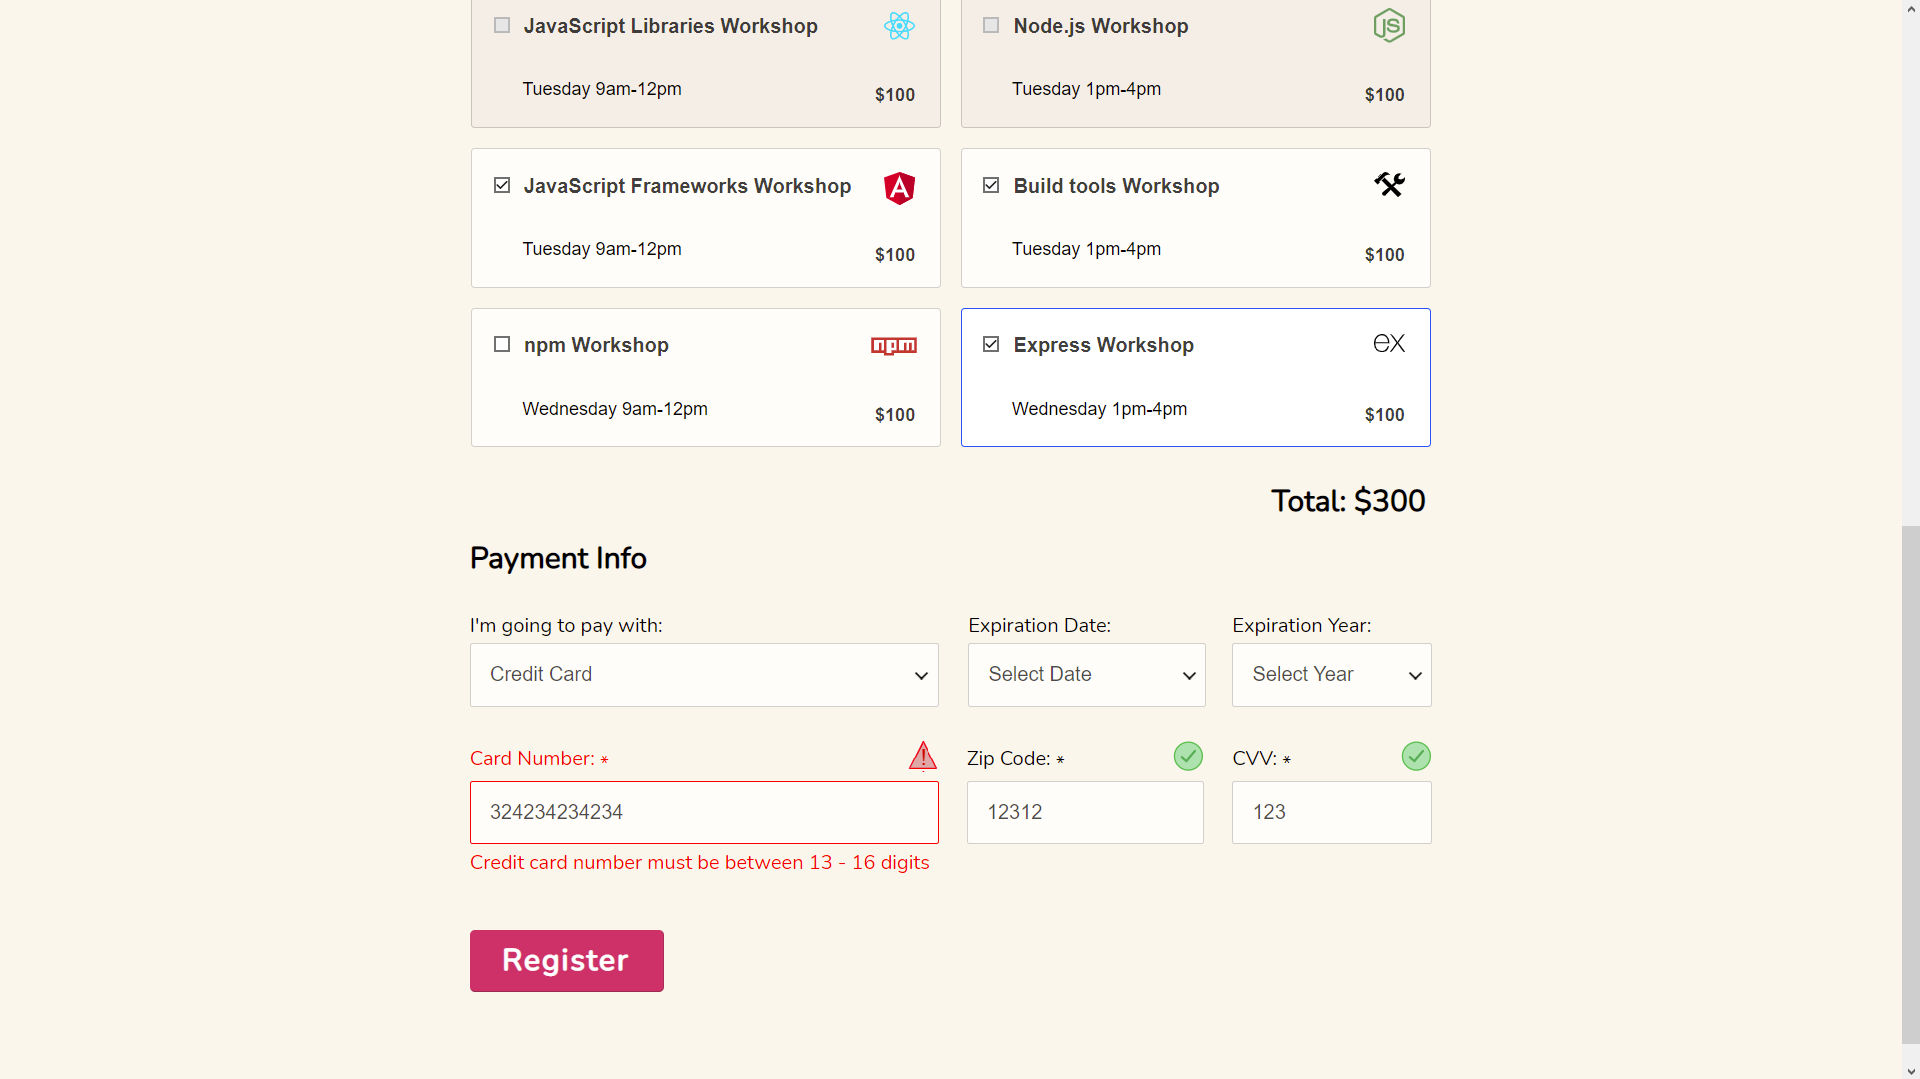 JavaScript Libraries Workshop
Tuesday 9am-12pm
$100
Node.js Workshop
JS
Tuesday 1pm-4pm
$100
JavaScript Frameworks Workshop
A
Tuesday 9am-12pm
$100
Build tools Workshop
Tuesday 1pm-4pm
$100
npm Workshop
npm
Wednesday 9am-12pm
$100
Express Workshop
ex
Wednesday 1pm-4pm
$100
Total: $300
Payment Info
I'm going to pay with:
Credit Card
Expiration Date:
Select Date
Expiration Year:
Select Year
Card Number: *
324234234234
Credit card number must be between 13 - 16 digits
Zip Code: *
12312
CVV: *
123
Register